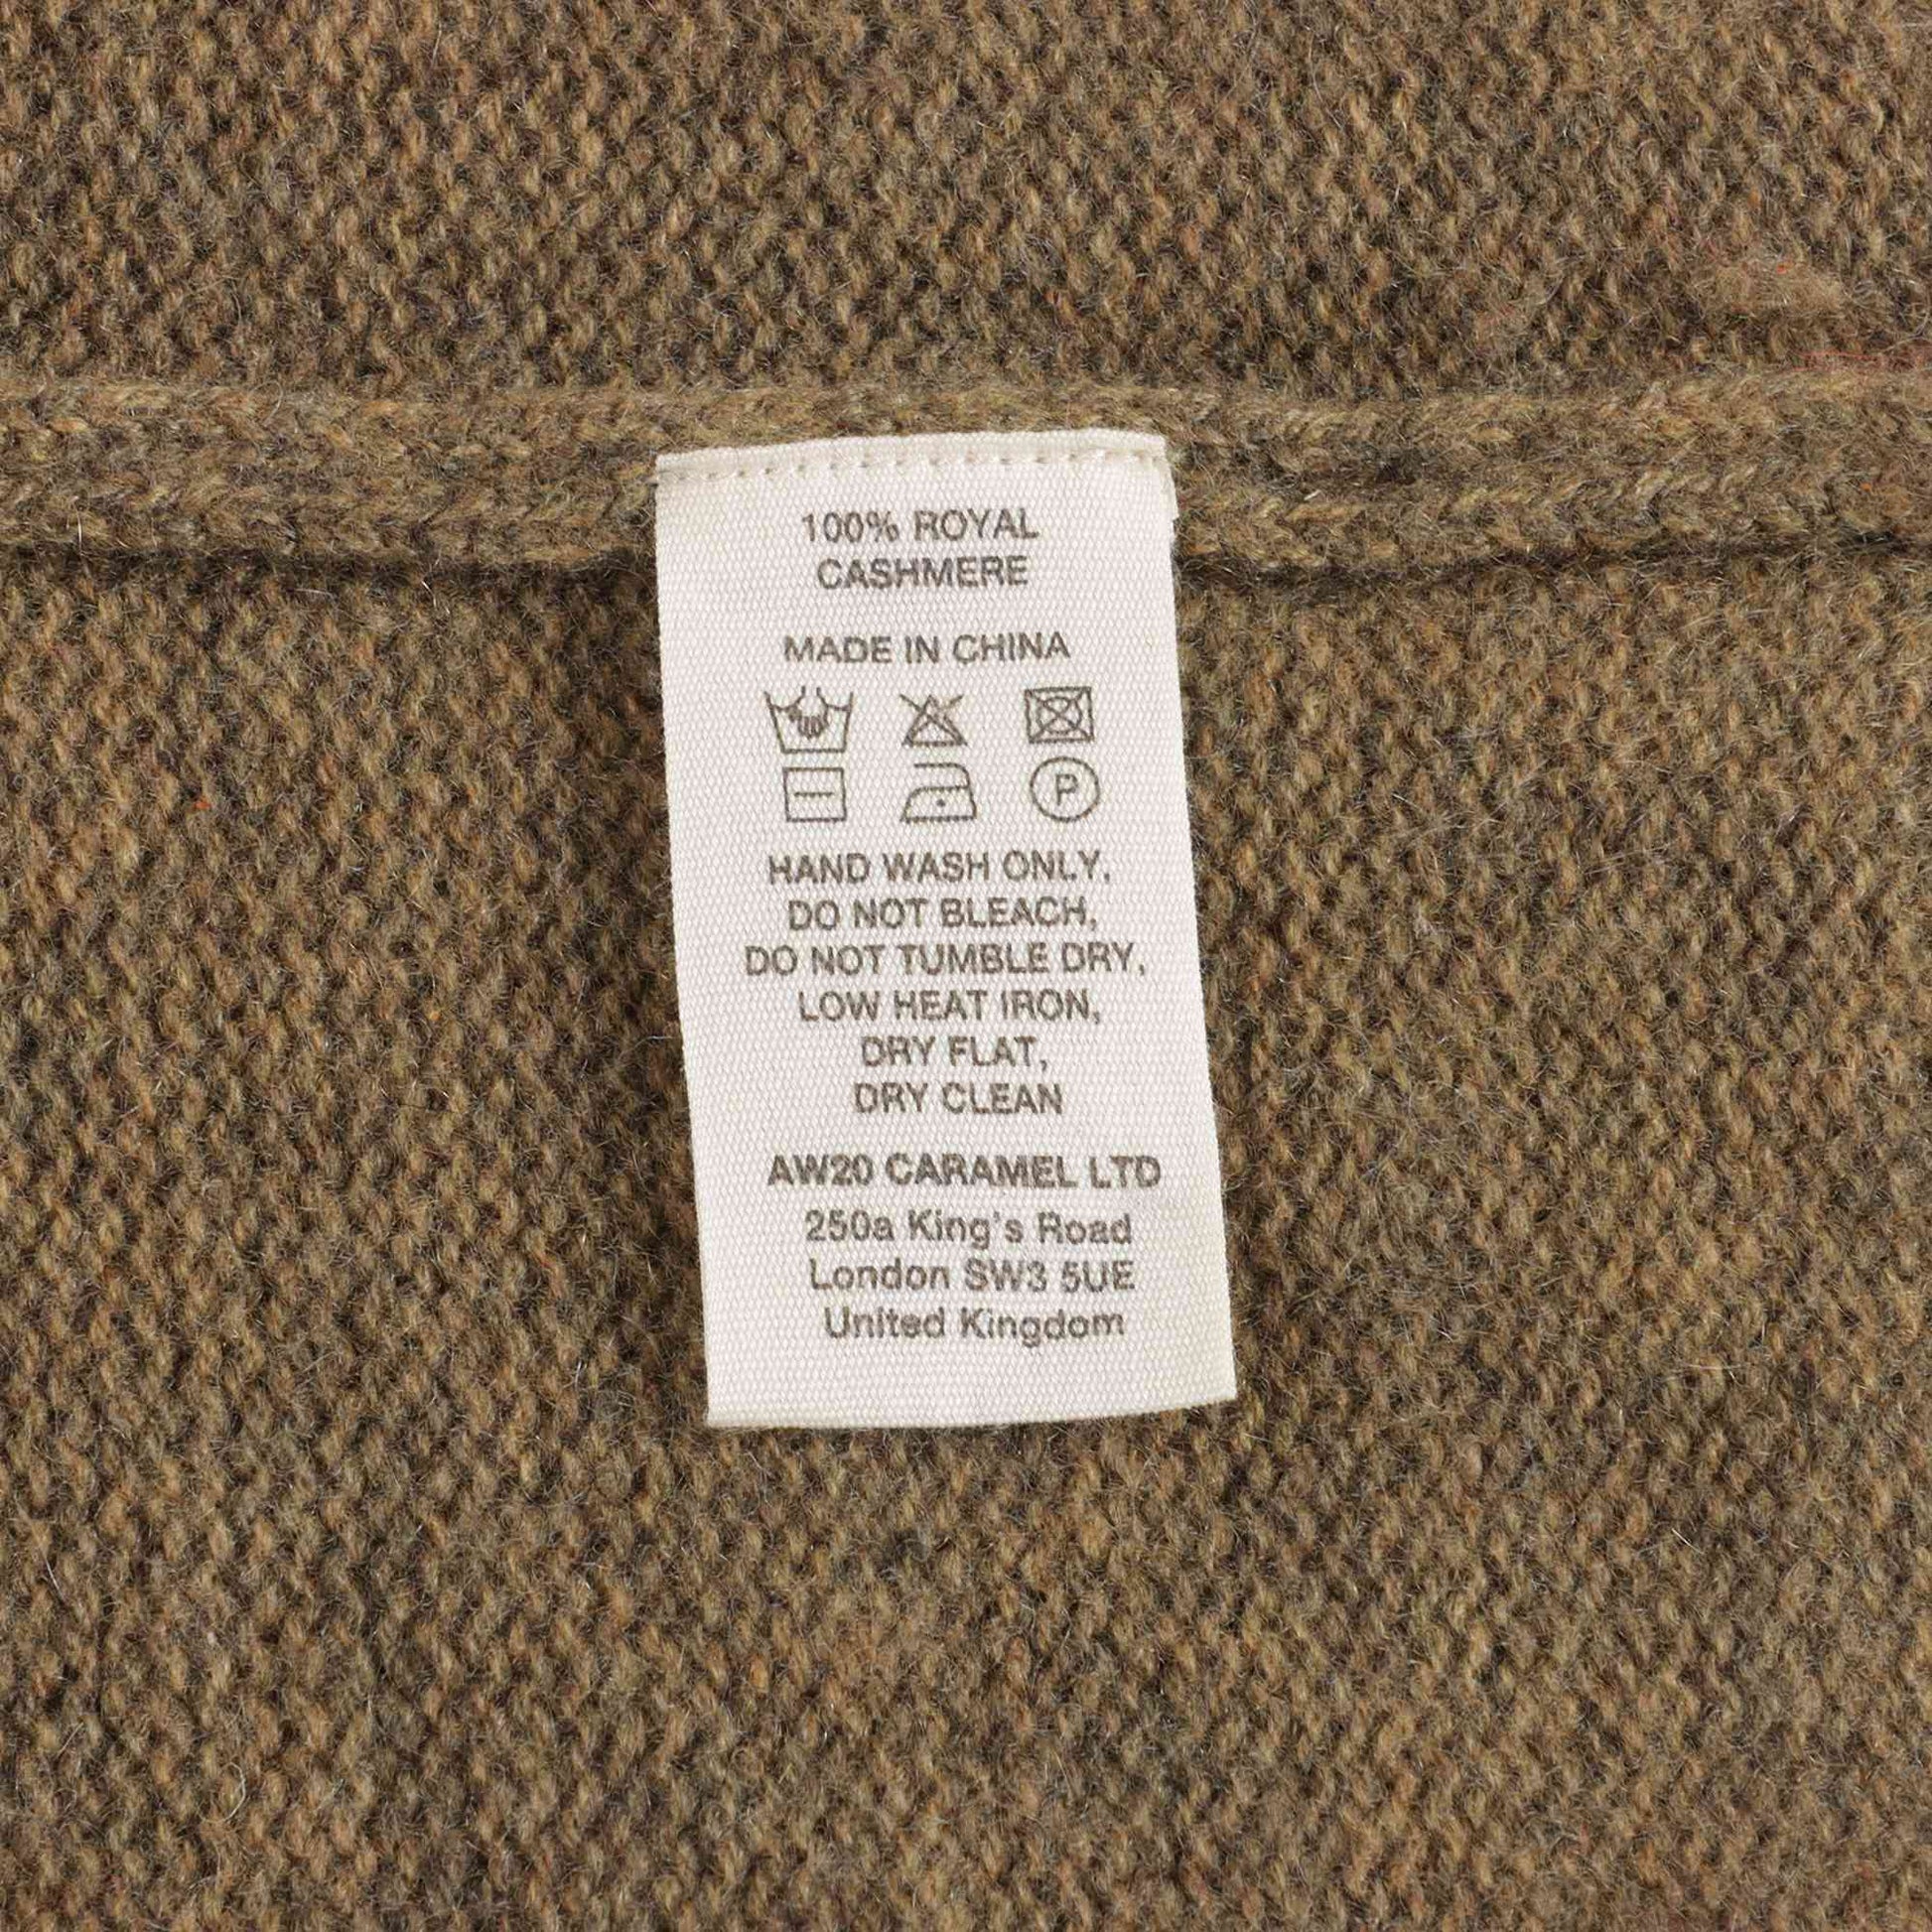 100% ROYAL
CASHMERE
MADE IN CHINA
P
HAND WASH ONLY,
DO NOT BLEACH,
DO NOT TUMBLE DRY,
LOW HEAT IRON,
DRY FLAT,
DRY CLEAN
AW20 CARAMEL LTD
250a King's Road
London SW3 5UE
United Kingdom